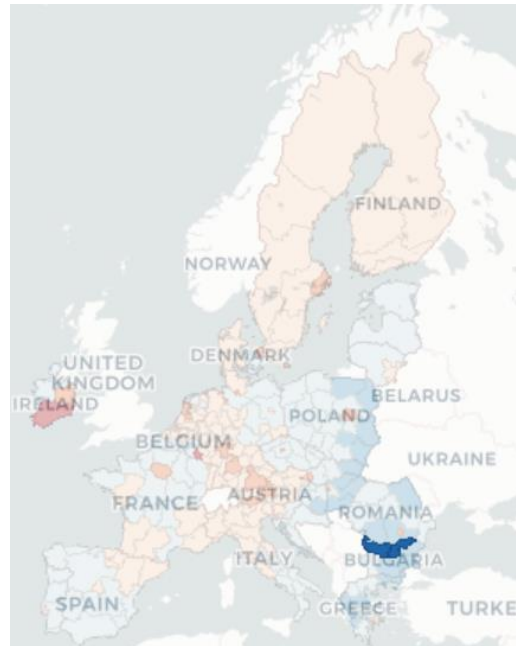 FINLAND
NORWAY
DENMARK
UNITED
KINGDOM
IRELAND
BELARUS
POLAND
BELGIUM
UKRAINE
FRANCE
AUSTRIA
ROMANIA
ITALY
BULGARIA
SPAIN
GREECE
TURKE